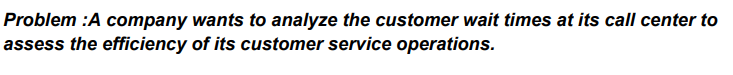 Problem :A company wants to analyze the customer wait times at its call center to
assess the efficiency of its customer service operations.